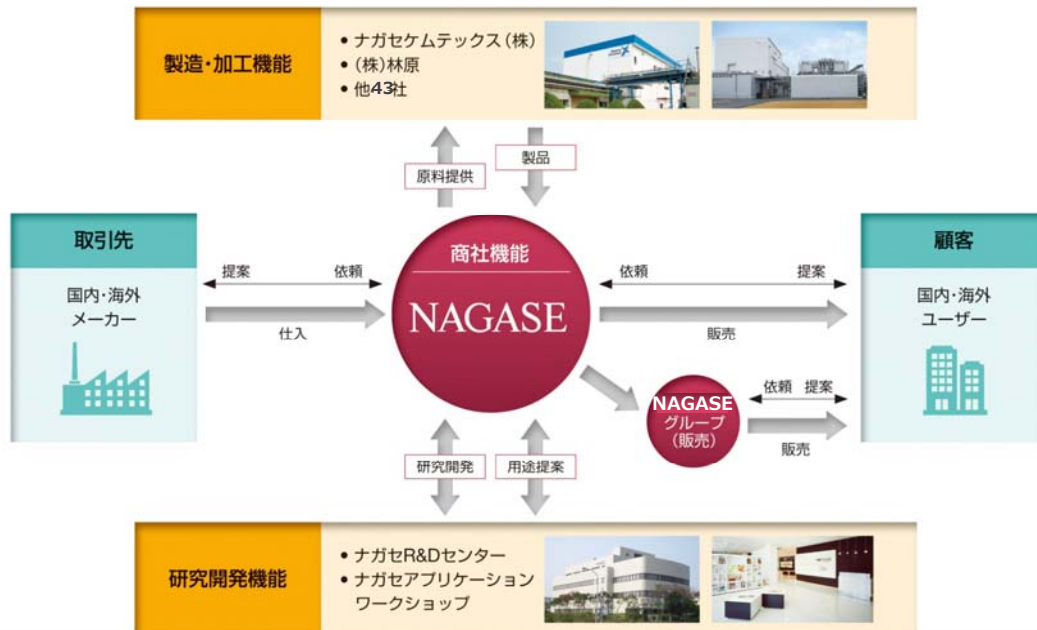 製造・加工機能
• ナガセケムテックス(株)
• (株)林原
• 他43社
原料提供
製品
取引先
国内・海外
メーカー
提案
依頼
仕入
商社機能
NAGASE
依頼
提案
販売
顧客
国内・海外
ユーザー
NAGASE
グループ
(販売)
依頼
提案
販売
研究開発
用途提案
研究開発機能
• ナガセR&Dセンター
• ナガセアプリケーション
ワークショップ